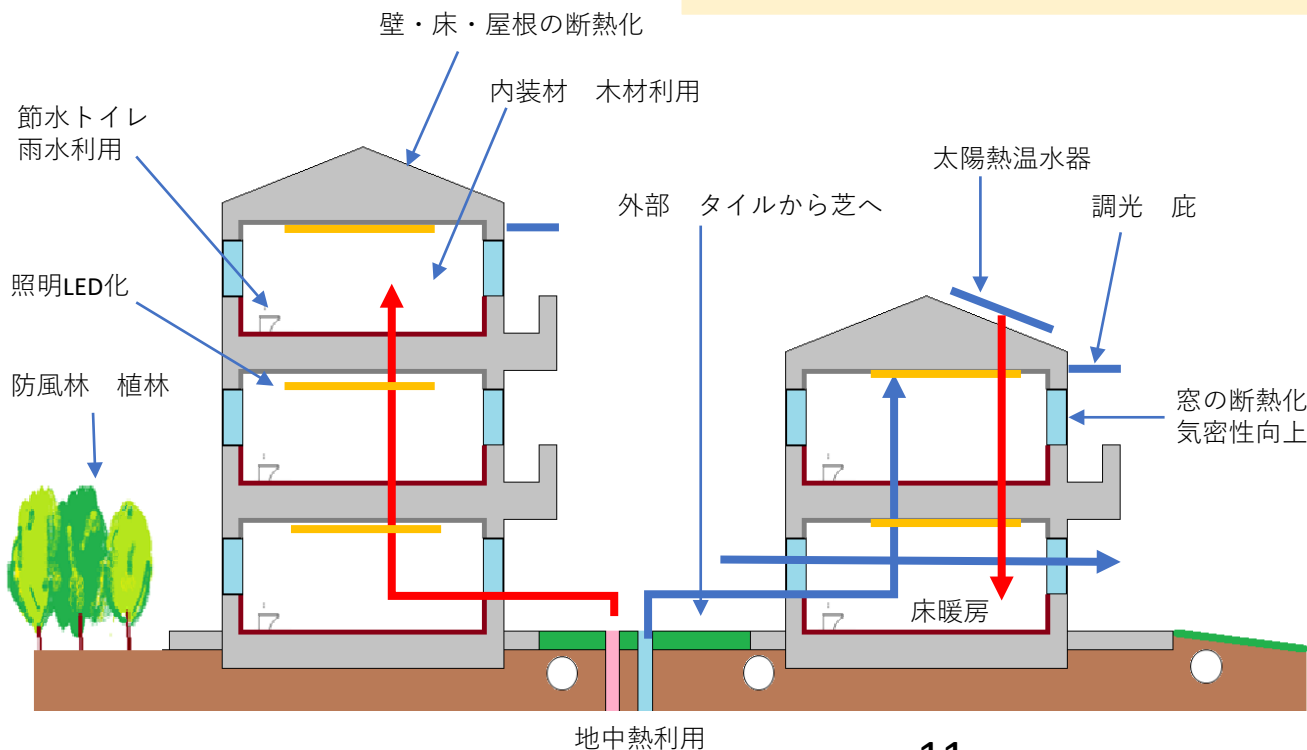 壁・床・屋根の断熱化
内装材　木材利用
節水トイレ
雨水利用
太陽熱温水器
外部　タイルから芝へ
調光　庇
照明LED化
防風林　植林
窓の断熱化
気密性向上
床暖房
地中熱利用